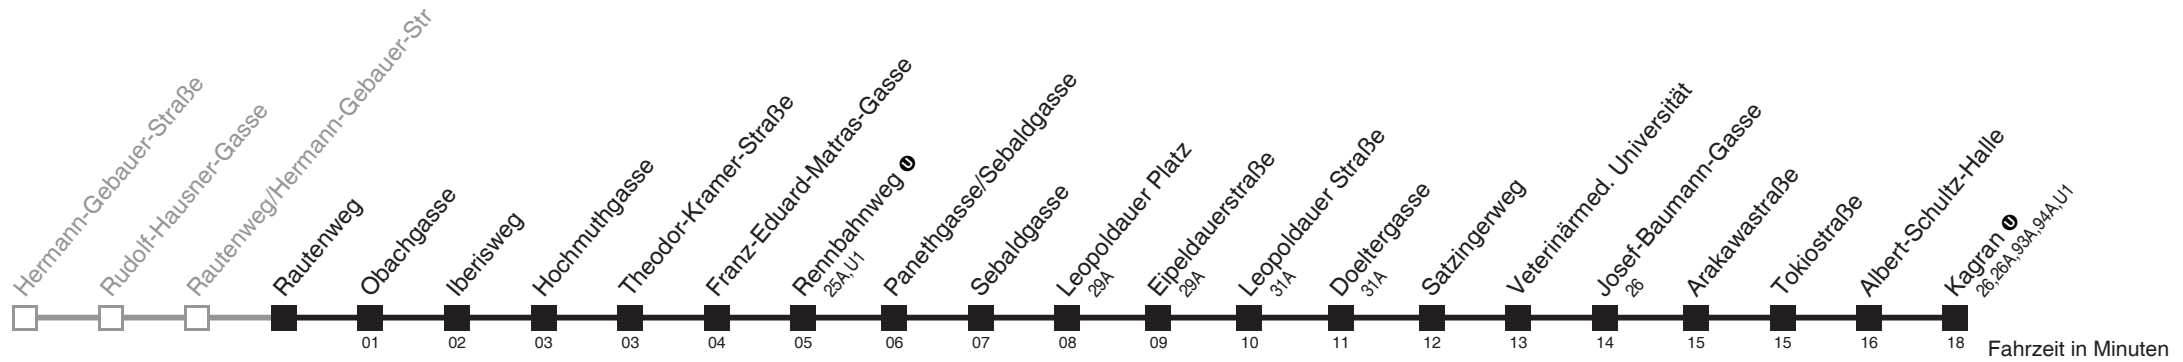 Hermann-Gebauer-Straße
Rudolf-Hausner-Gasse
Rautenweg/Hermann-Gebauer-Str
Rautenweg
Obachgasse
01
Iberisweg
02
Hochmuthgasse
03
Theodor-Kramer-Straße
03
Franz-Eduard-Matras-Gasse
04
Rennbahnweg U
25A,U1
05
Panethgasse/Sebaldgasse
06
Sebaldgasse
07
Leopoldauer Platz
29A
08
Eipeldauerstraße
29A
09
Leopoldauer Straße
31A
10
Doeltergasse
31A
11
Satzingerweg
12
Veterinärmed. Universität
13
Josef-Baumann-Gasse
26
14
Arakawastraße
15
Tokiostraße
15
Albert-Schultz-Halle
16
Kagran U
26,26A,93A,94A,U1
18
Fahrzeit in Minuten